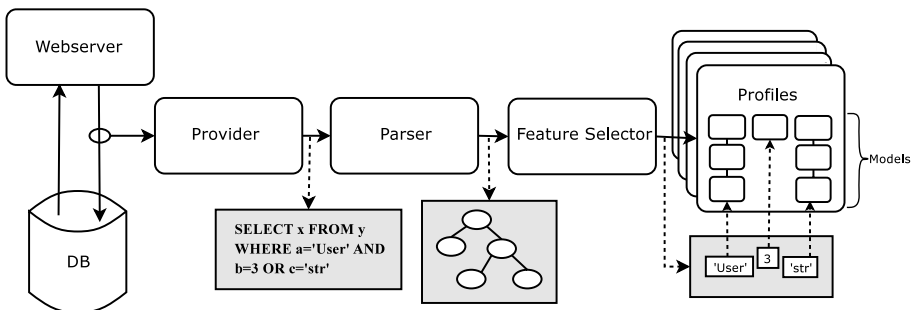 Webserver
Provider
Parser
Feature Selector
Profiles
Models
DB
SELECT x FROM y
WHERE a='User' AND
b=3 OR c='str'
'User'
3
'str'